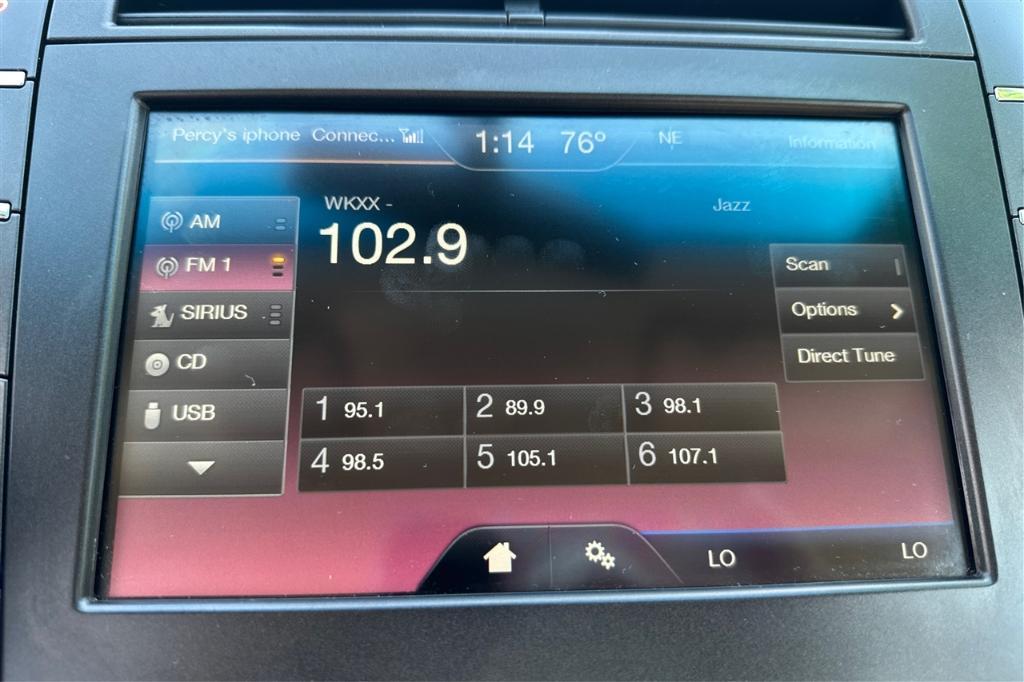 Percy's iphone Connec... 1:14 76° NE Information
WKXX - Jazz
102.9
AM
FM 1
SIRIUS
CD
USB
Scan
Options
Direct Tune
1 95.1 2 89.9 3 98.1
4 98.5 5 105.1 6 107.1
LO LO